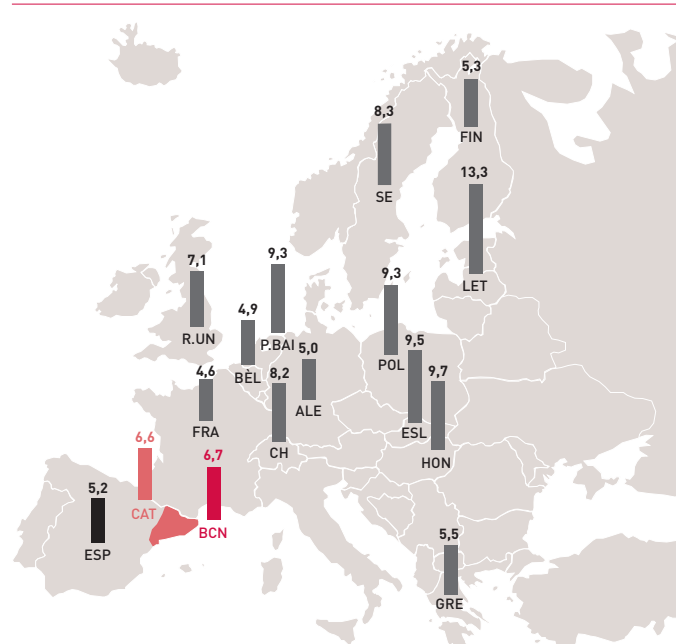 5,3
FIN
8,3
SE
13,3
LET
7,1
R.UN
9,3
P.BAI
9,3
POL
4,9
BÈL
5,0
ALE
9,5
ESL
4,6
FRA
8,2
CH
9,7
HON
6,6
CAT
6,7
BCN
5,2
ESP
5,5
GRE